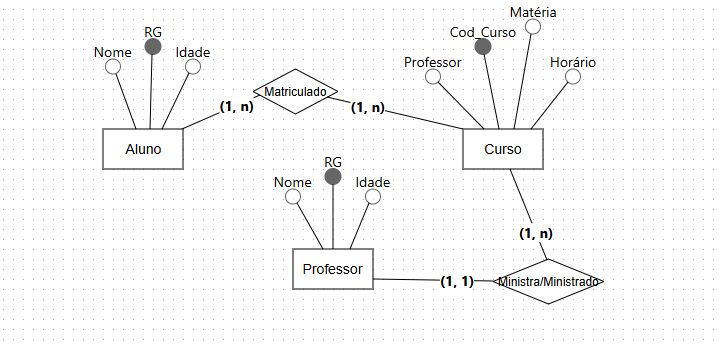 Matéria
RG
Cod_Curso
Nome
Idade
Professor
Horário
Matriculado
(1, n)
(1, n)
Aluno
Curso
RG
Nome
Idade
(1, n)
Professor
(1, 1)
Ministra/Ministrado